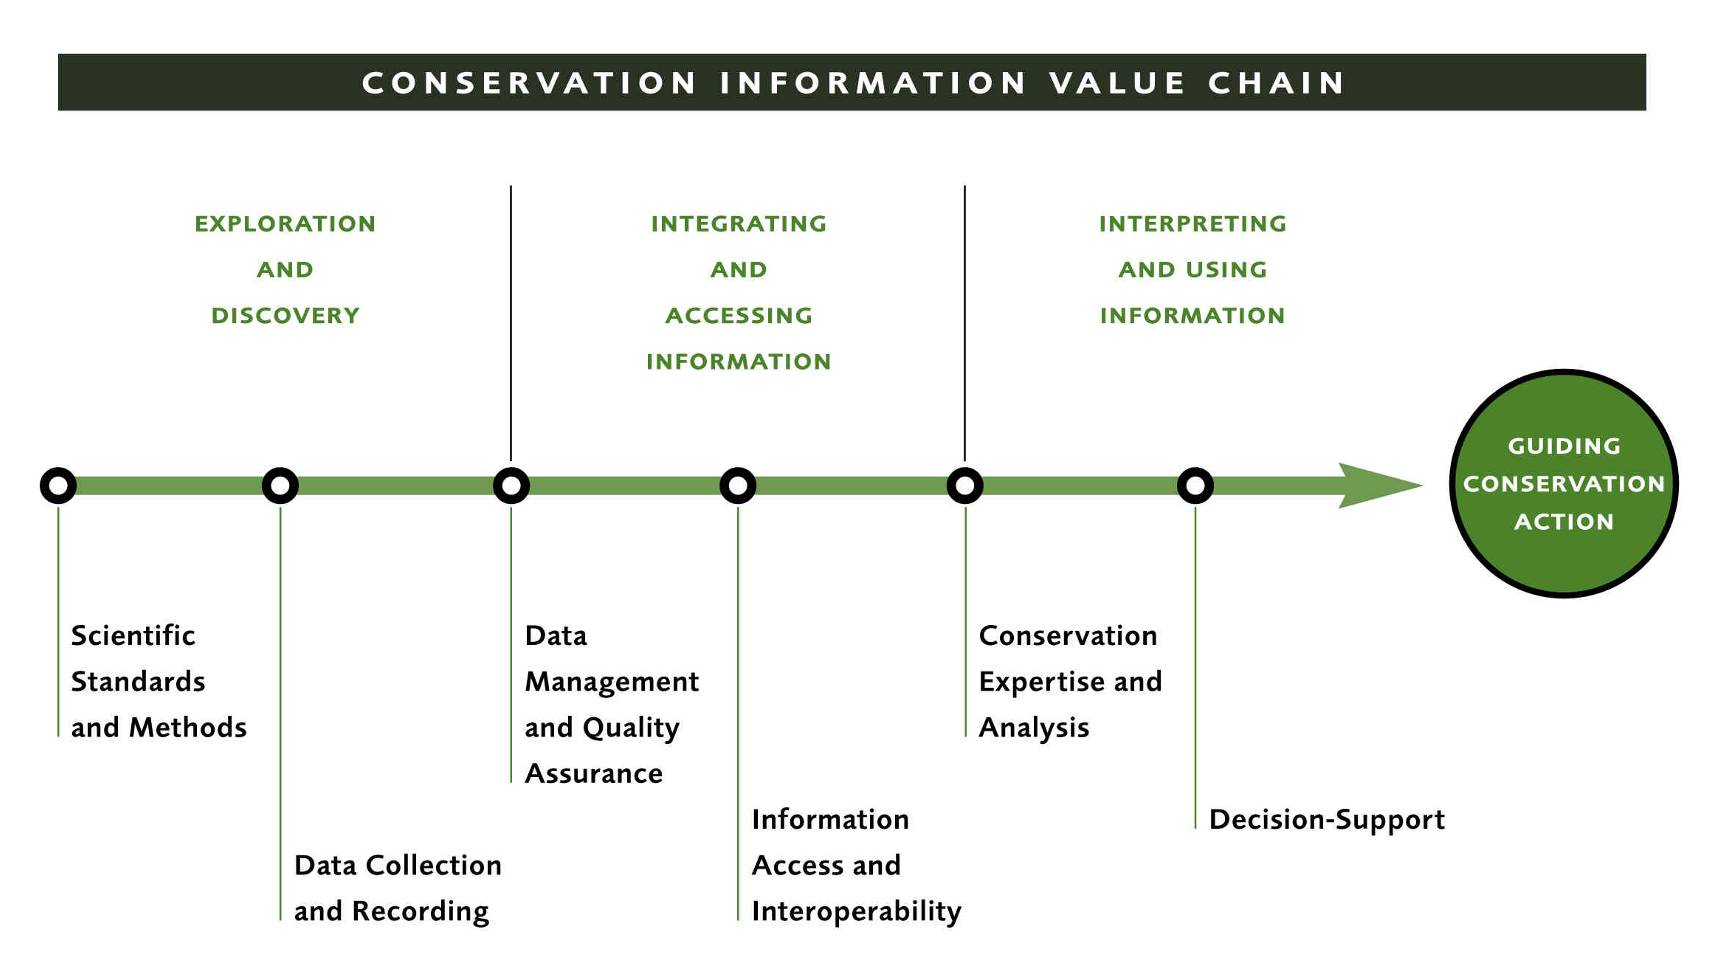 CONSERVATION INFORMATION VALUE CHAIN
EXPLORATION
AND
DISCOVERY
INTEGRATING
AND
ACCESSING
INFORMATION
INTERPRETING
AND USING
INFORMATION
GUIDING
CONSERVATION
ACTION
Scientific
Standards
and Methods
Data Collection
and Recording
Data
Management
and Quality
Assurance
Information
Access and
Interoperability
Conservation
Expertise and
Analysis
Decision-Support